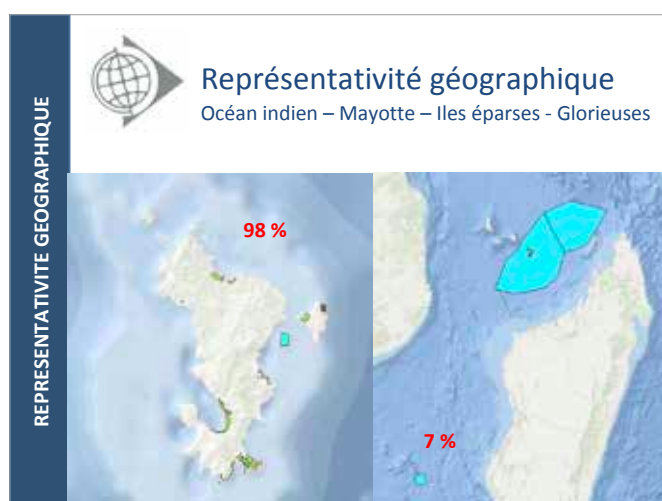 REPRESENTATIVITE GEOGRAPHIQUE
Représentativité géographique
Océan indien – Mayotte – Iles éparses - Glorieuses
98 %
7 %